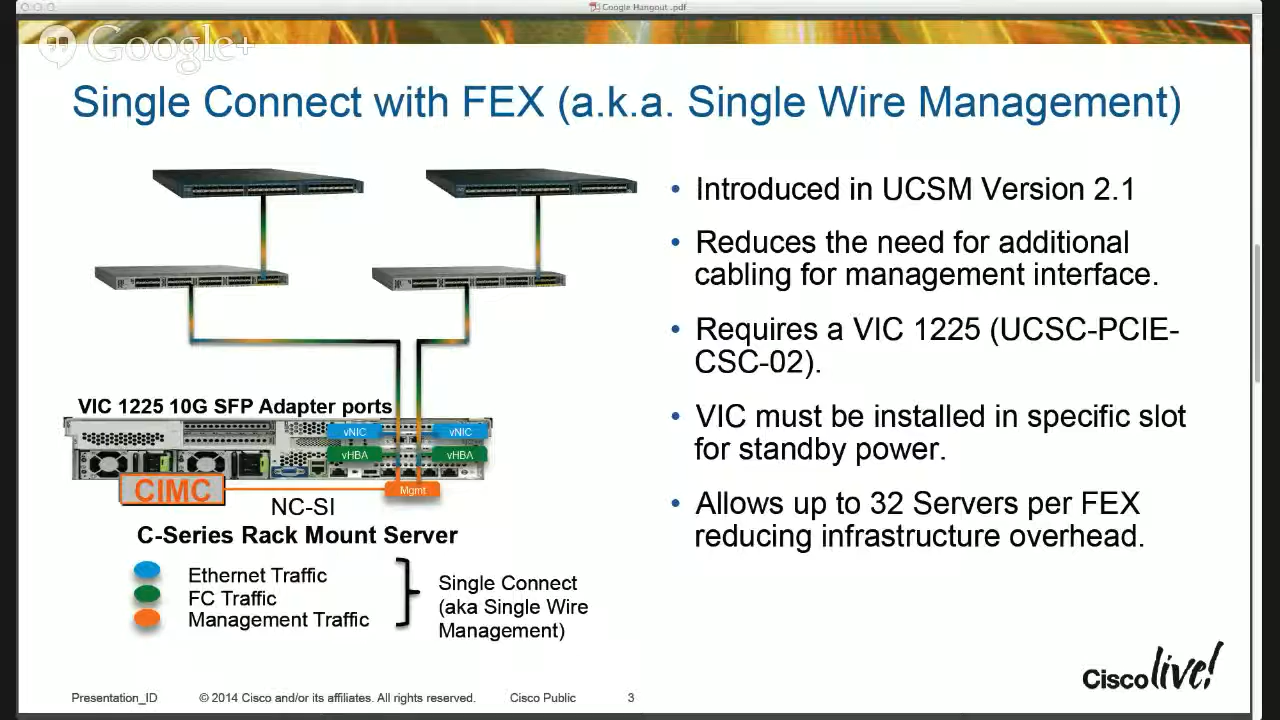 Google Hangout .pdf
Google+
Single Connect with FEX (a.k.a. Single Wire Management)
• Introduced in UCSM Version 2.1
• Reduces the need for additional
cabling for management interface.
• Requires a VIC 1225 (UCSC-PCIE-
CSC-02).
• VIC must be installed in specific slot
for standby power.
• Allows up to 32 Servers per FEX
reducing infrastructure overhead.
VIC 1225 10G SFP Adapter ports
vNIC
vNIC
vHBA
vHBA
CIMC
Mgmt
NC-SI
C-Series Rack Mount Server
Ethernet Traffic
FC Traffic
Management Traffic
Single Connect
(aka Single Wire
Management)
Presentation_ID
© 2014 Cisco and/or its affiliates. All rights reserved.
Cisco Public
3
Cisco live!